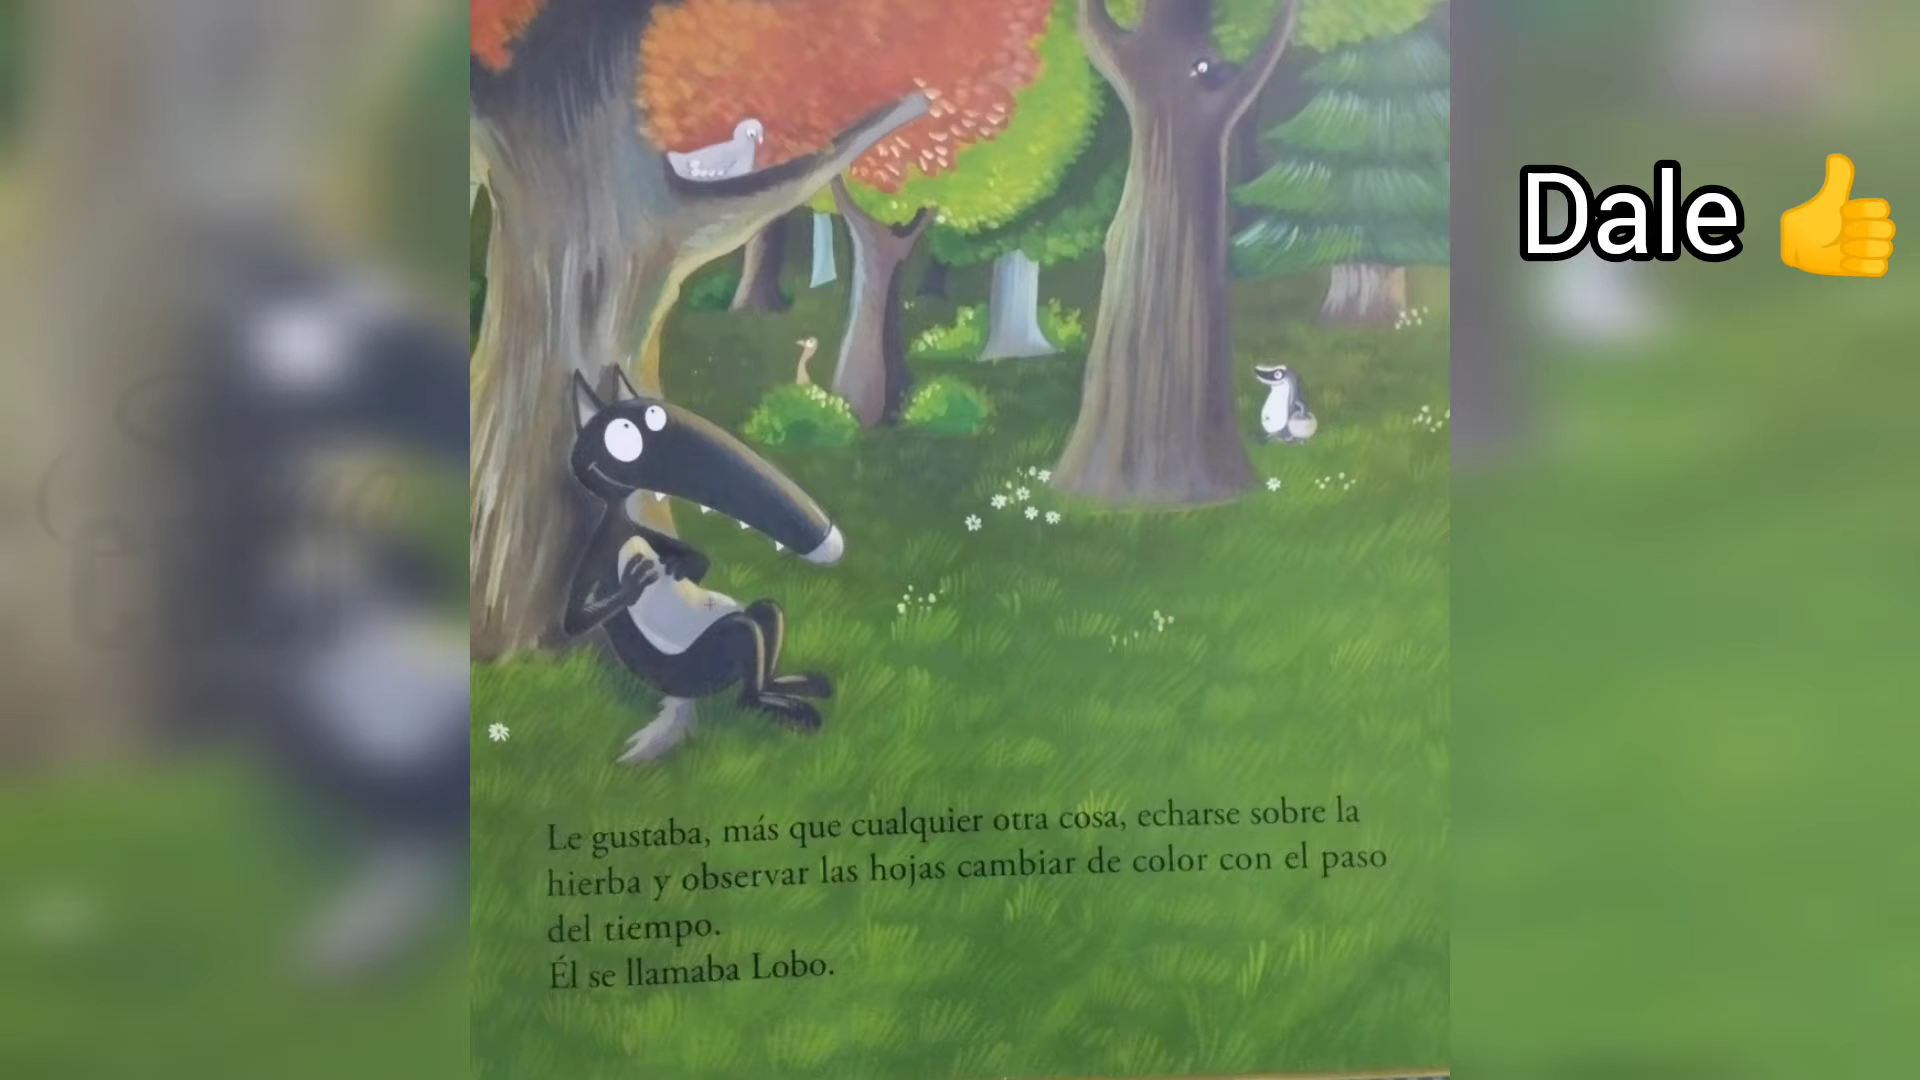 Dale 👍
Le gustaba, más que cualquier otra cosa, echarse sobre la
hierba y observar las hojas cambiar de color con el paso
del tiempo.
Él se llamaba Lobo.